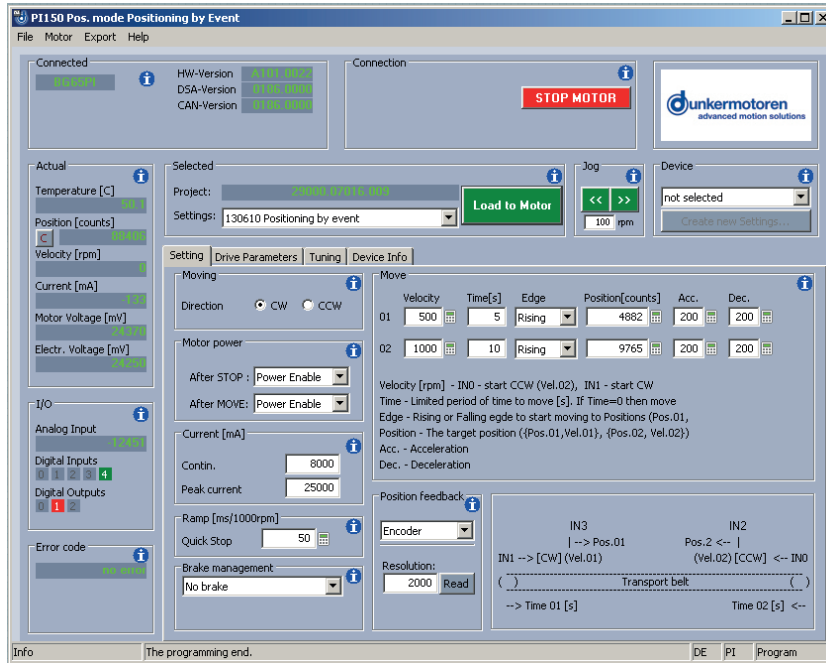 PI150 Pos. mode Positioning by Event
File Motor Export Help
Connected
BG65PI
HW-Version A101.0022
DSA-Version 0106.0000
CAN-Version 0106.0000
Connection
STOP MOTOR
dunkermotoren
advanced motion solutions
Actual
Temperature [C]
50.1
Position [counts]
C 80406
Velocity [rpm]
0
Current [mA]
-133
Motor Voltage [mV]
24370
Electr. Voltage [mV]
24250
I/O
Analog Input
-12451
Digital Inputs
0 1 2 3 4
Digital Outputs
0 1 2
Error code
no error
Selected
Project: 29000.07016.009
Settings: 130610 Positioning by event
Load to Motor
Jog
<< >>
100 rpm
Device
not selected
Create new Settings...
Setting Drive Parameters Tuning Device Info
Moving
Direction CW CCW
Motor power
After STOP : Power Enable
After MOVE: Power Enable
Current [mA]
Contin. 8000
Peak current 25000
Ramp [ms/1000rpm]
Quick Stop 50
Brake management
No brake
Move
Velocity Time[s] Edge Position[counts] Acc. Dec.
01 500 5 Rising 4882 200 200
02 1000 10 Rising 9765 200 200
Velocity [rpm] - IN0 - start CCW (Vel.02), IN1 - start CW
Time - Limited period of time to move [s]. If Time=0 then move
Edge - Rising or Falling egde to start moving to Positions (Pos.01,
Position - The target position ({Pos.01,Vel.01}, {Pos.02, Vel.02})
Acc. - Acceleration
Dec. - Deceleration
Position feedback
Encoder
Resolution:
2000 Read
IN3 IN2
| --> Pos.01 Pos.2 <-- |
IN1 --> [CW] (Vel.01) (Vel.02) [CCW] <-- IN0
( ) Transport belt ( )
--> Time 01 [s] Time 02 [s] <--
Info The programming end. DE PI Program